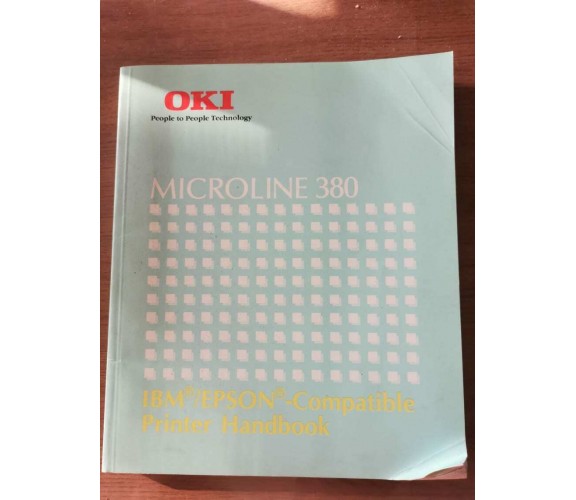 OKI
People to People Technology
MICROLINE 380
IBM®/EPSON®-Compatible
Printer Handbook